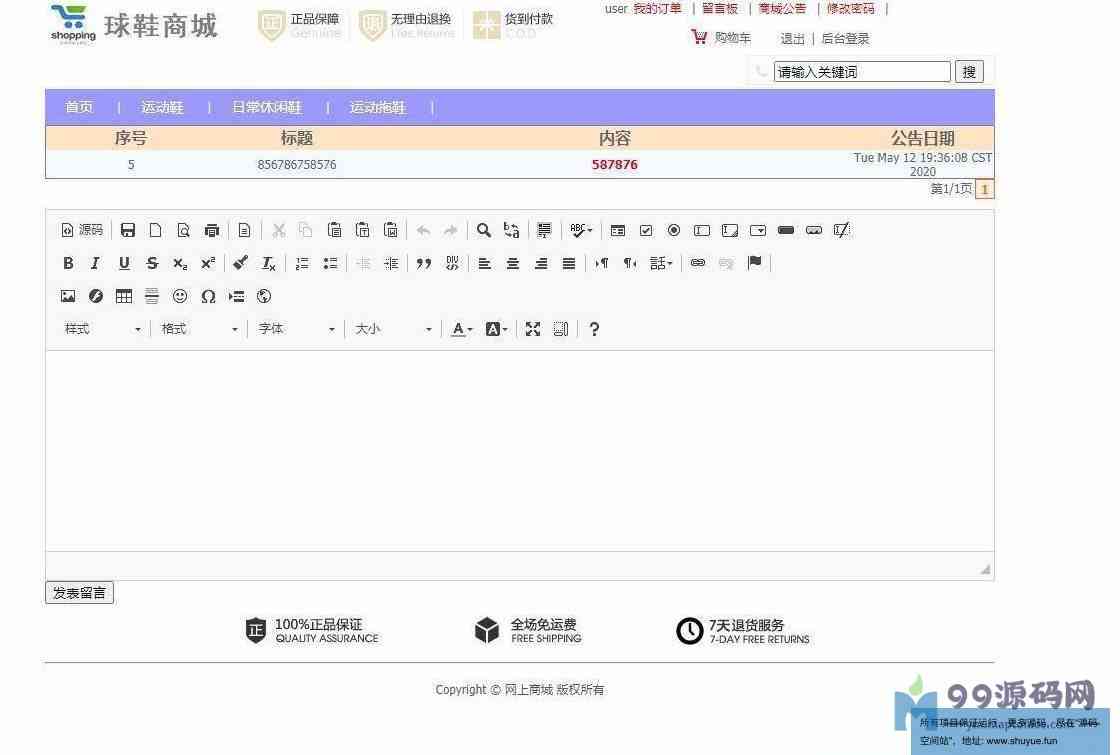 user 我的订单 | 留言板 | 商城公告 | 修改密码 |
shopping 球鞋商城 正品保障 Genuine 无理由退换 Free Returns 货到付款 C.O.D
购物车 退出 | 后台登录
请输入关键词 搜
首页 | 运动鞋 | 日常休闲鞋 | 运动拖鞋 |
序号 标题 内容 公告日期
5 856786758576 587876 Tue May 12 19:36:08 CST 2020
第1/1页 1
源码
样式 格式 字体 大小 A A ?
发表留言
正 100%正品保证 全场免运费 7天退货服务
QUALITY ASSURANCE FREE SHIPPING 7-DAY FREE RETURNS
Copyright © 网上商城 版权所有
99源码网
所有项目保证运行，更多源码，尽在"源码
空间站"，地址: www.shuyue.fun